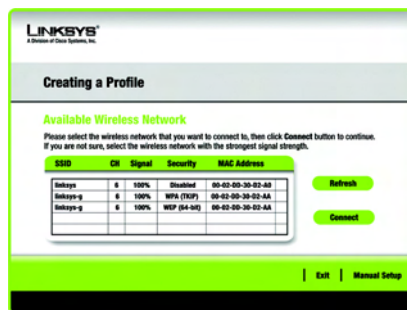 LINKSYS®
A Division of Cisco Systems, Inc.
Creating a Profile
Available Wireless Network
Please select the wireless network that you want to connect to, then click Connect button to continue.
If you are not sure, select the wireless network with the strongest signal strength.
SSID CH Signal Security MAC Address
linksys 6 100% Disabled 00-02-DD-30-D2-A0
linksys-g 6 100% WPA (TKIP) 00-02-DD-30-D2-AA
linksys-g 6 100% WEP (64-bit) 00-02-DD-30-D2-AA
Refresh
Connect
Exit Manual Setup